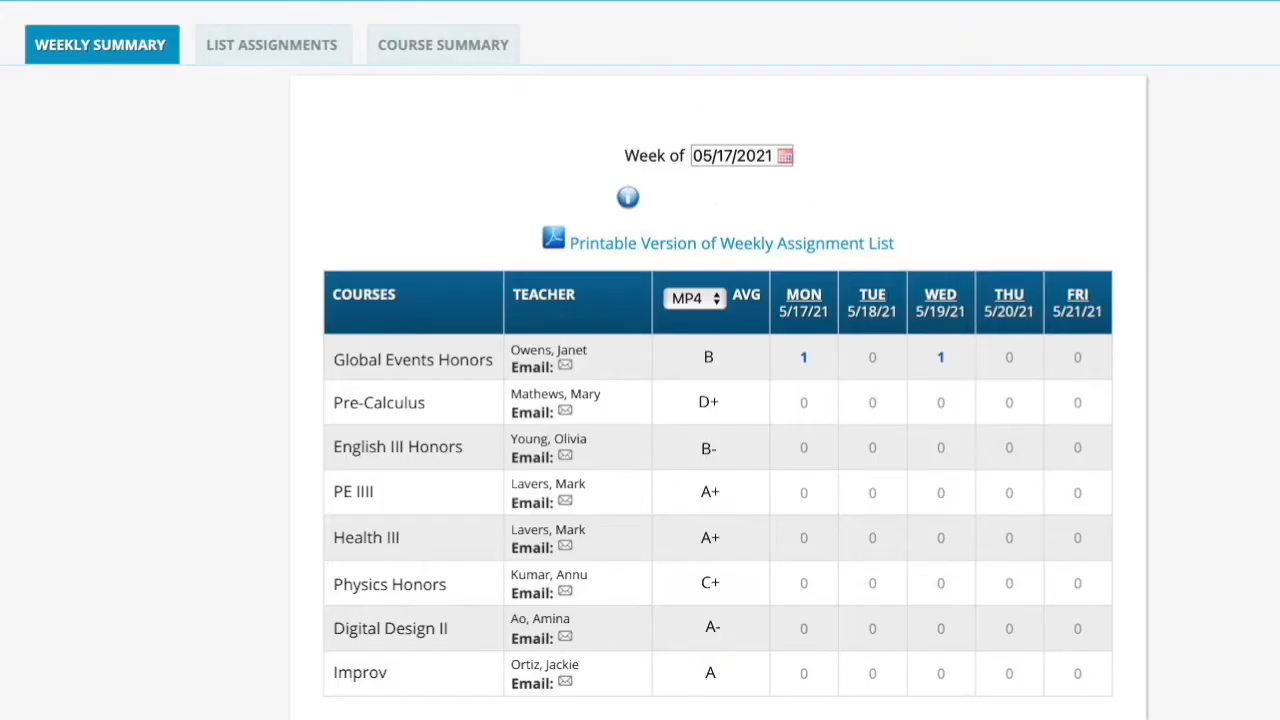 WEEKLY SUMMARY LIST ASSIGNMENTS COURSE SUMMARY
Week of 05/17/2021
Printable Version of Weekly Assignment List
COURSES TEACHER MP4 AVG MON 5/17/21 TUE 5/18/21 WED 5/19/21 THU 5/20/21 FRI 5/21/21
Global Events Honors Owens, Janet Email: B 1 0 1 0 0
Pre-Calculus Mathews, Mary Email: D+ 0 0 0 0 0
English III Honors Young, Olivia Email: B- 0 0 0 0 0
PE IIII Lavers, Mark Email: A+ 0 0 0 0 0
Health III Lavers, Mark Email: A+ 0 0 0 0 0
Physics Honors Kumar, Annu Email: C+ 0 0 0 0 0
Digital Design II Ao, Amina Email: A- 0 0 0 0 0
Improv Ortiz, Jackie Email: A 0 0 0 0 0